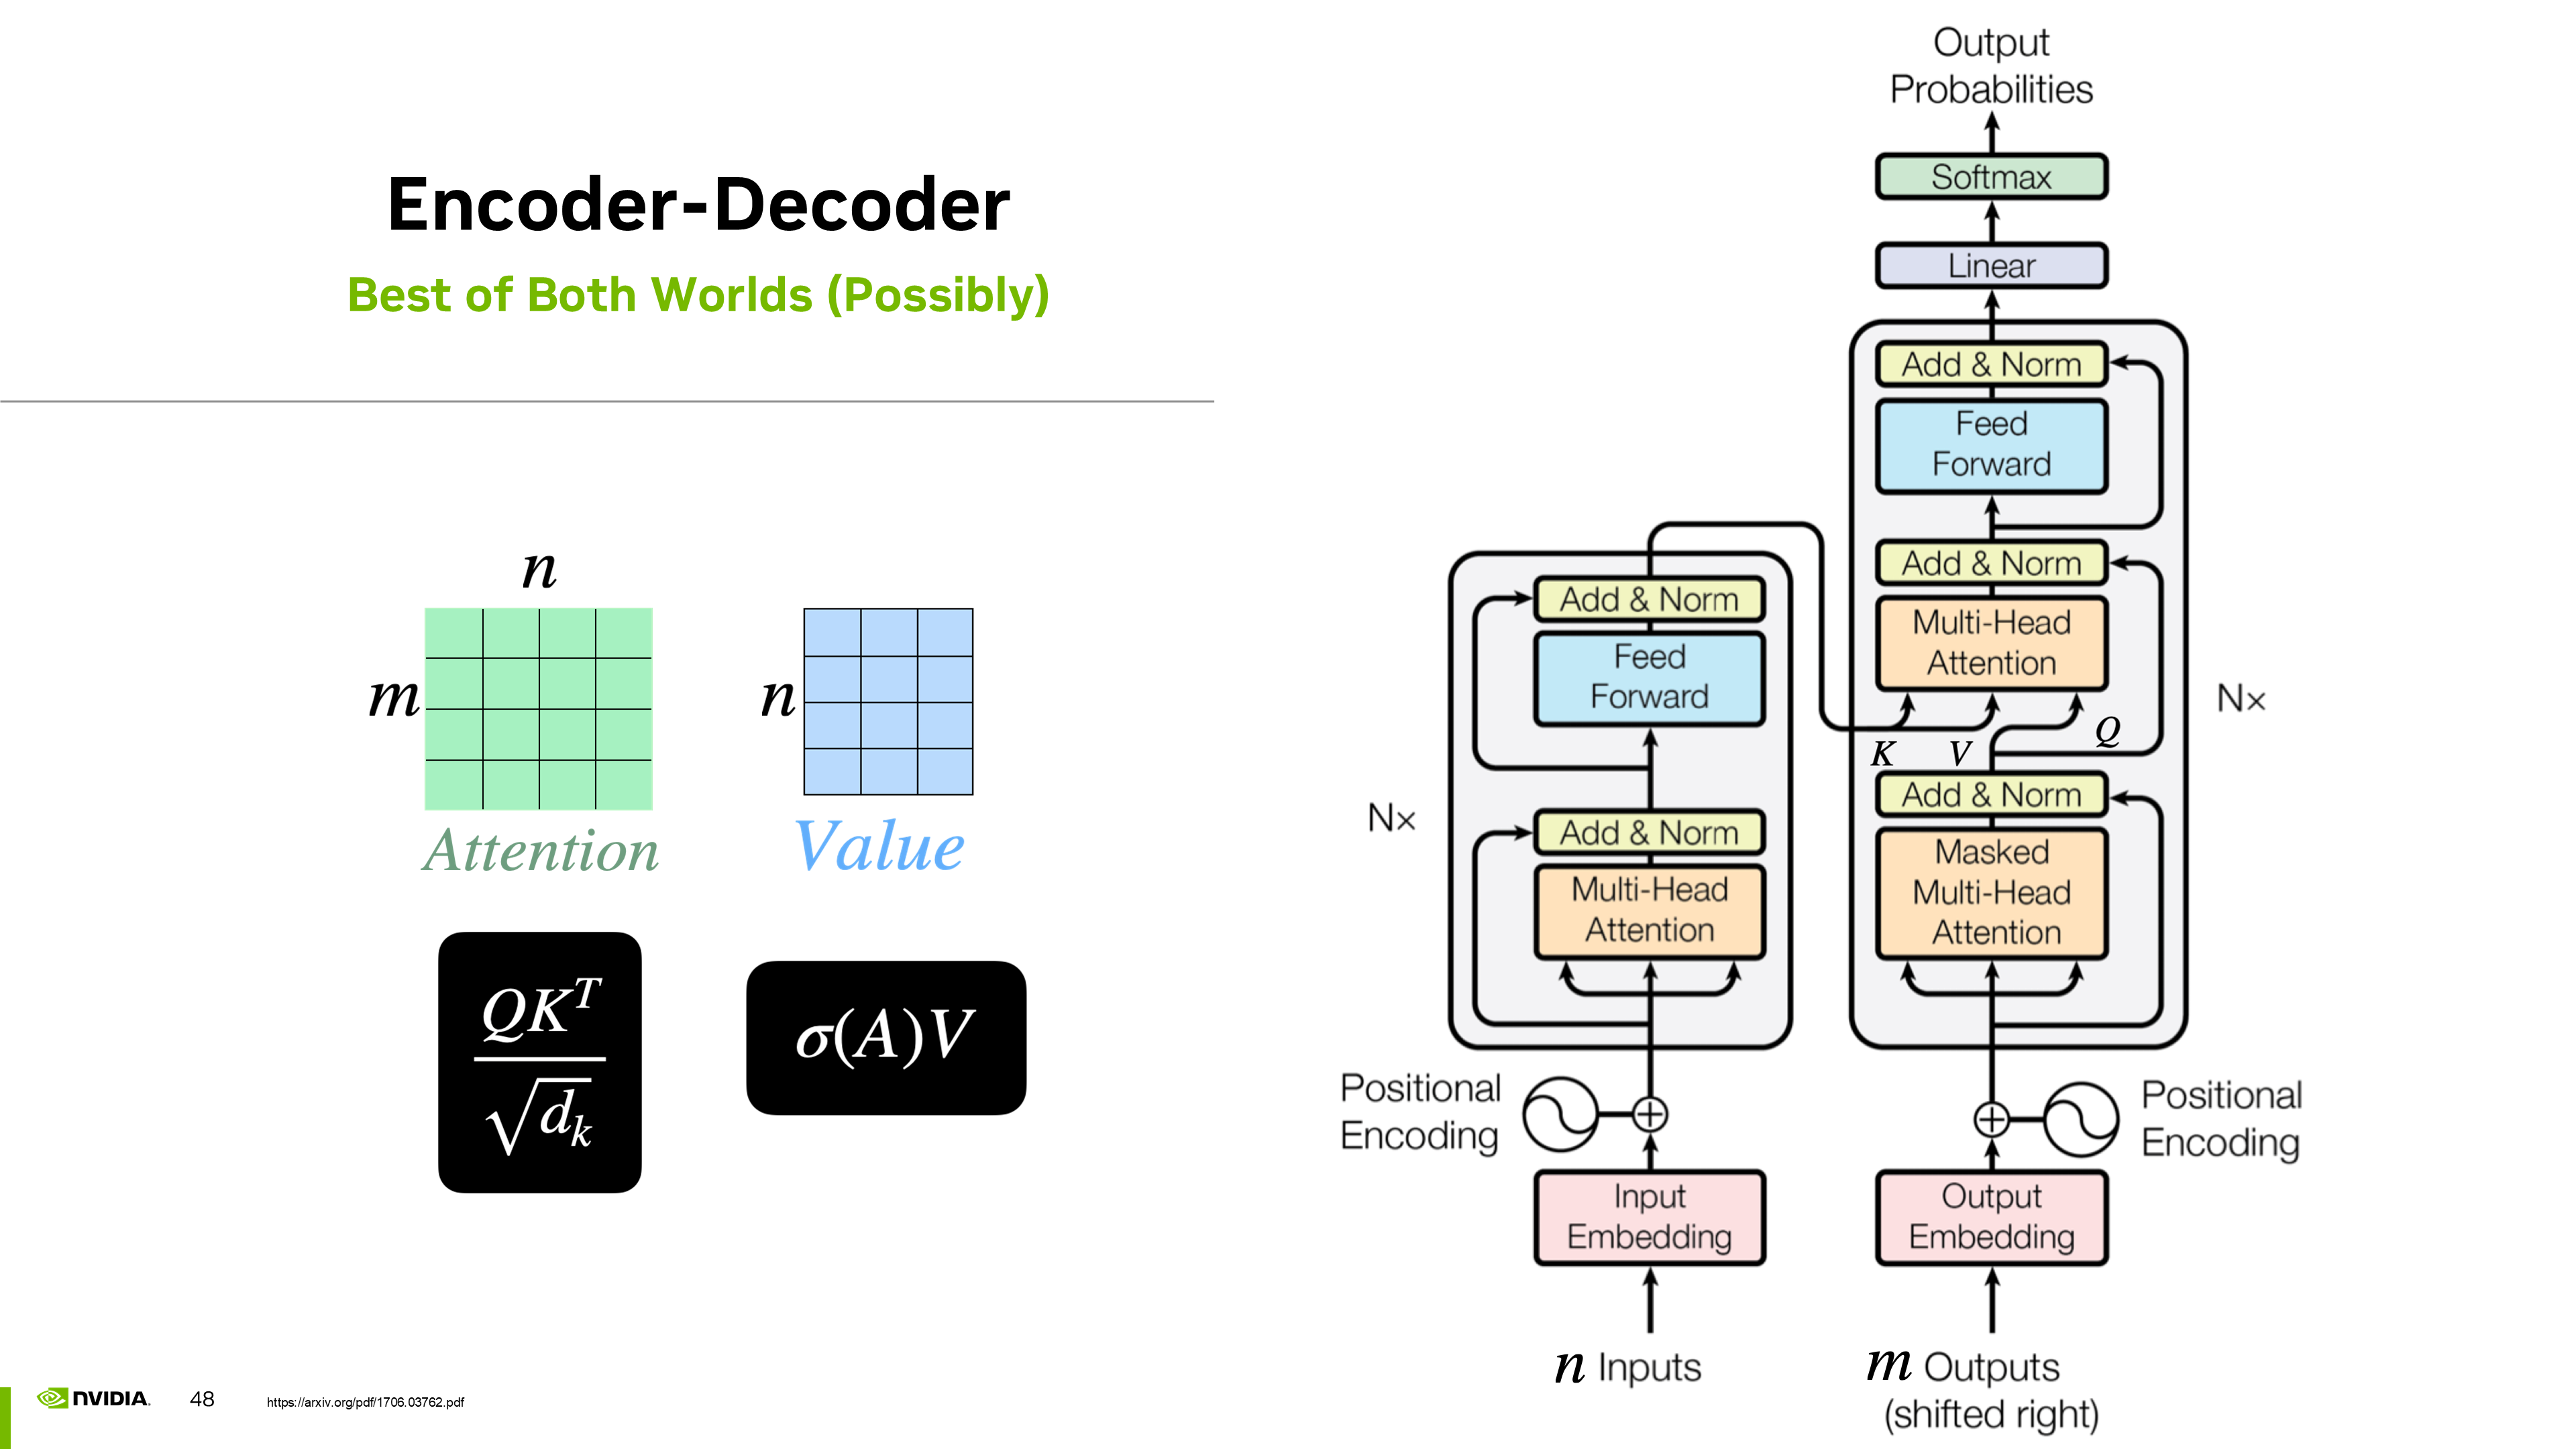 Encoder-Decoder
Best of Both Worlds (Possibly)
n
m
n
Attention
Value
QK^T
√d_k
σ(A)V
NVIDIA
48
https://arxiv.org/pdf/1706.03762.pdf
Output
Probabilities
Softmax
Linear
Add & Norm
Feed
Forward
Add & Norm
Multi-Head
Attention
K
V
Q
N×
Add & Norm
Masked
Multi-Head
Attention
Add & Norm
Feed
Forward
N×
Add & Norm
Multi-Head
Attention
Positional
Encoding
Positional
Encoding
Input
Embedding
Output
Embedding
n Inputs
m Outputs
(shifted right)